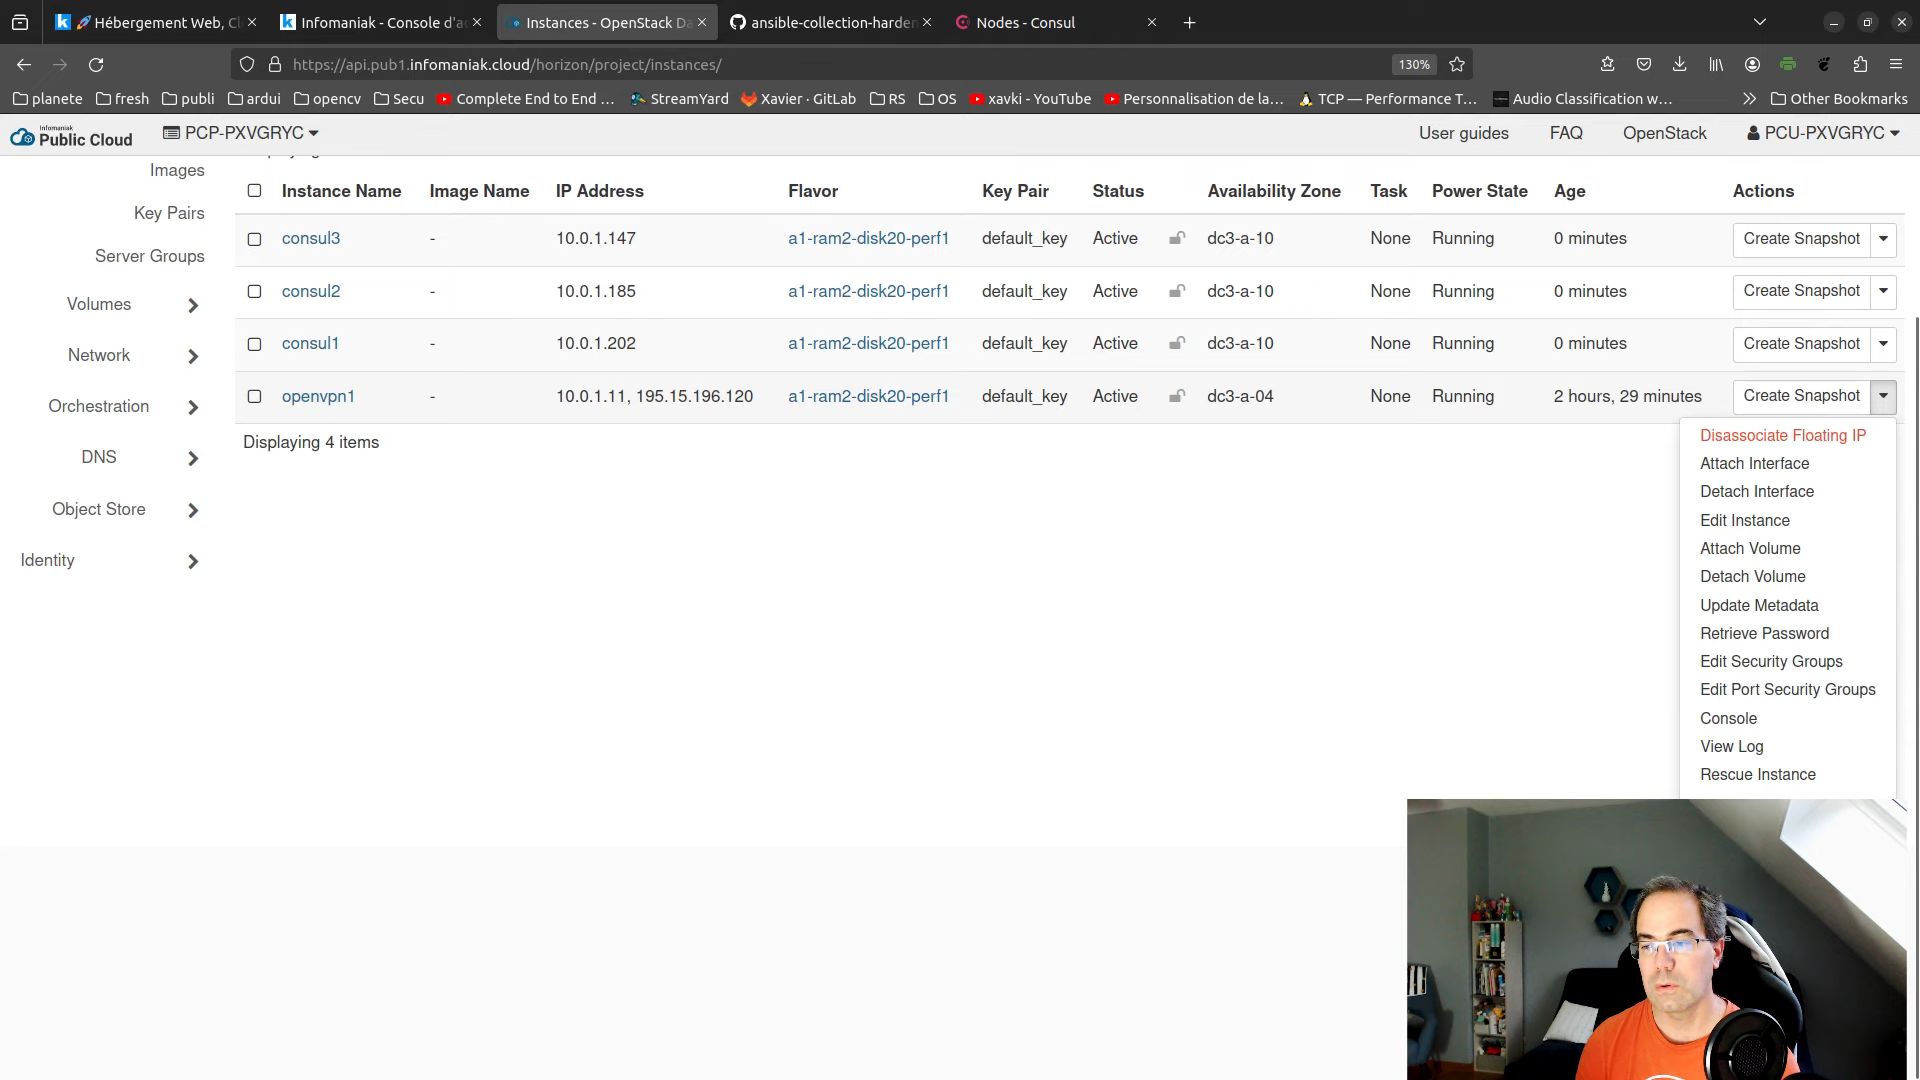 🚀 Hébergement Web, Cl
Infomaniak - Console d'ac
Instances - OpenStack Da
ansible-collection-harden
Nodes - Consul
https://api.pub1.infomaniak.cloud/horizon/project/instances/
130%
planete
fresh
publi
ardui
opencv
Secu
Complete End to End ...
StreamYard
Xavier · GitLab
RS
OS
xavki - YouTube
Personnalisation de la...
TCP — Performance T...
Audio Classification w...
Other Bookmarks
Infomaniak
Public Cloud
PCP-PXVGRYC
User guides
FAQ
OpenStack
PCU-PXVGRYC
Images
Key Pairs
Server Groups
Volumes
Network
Orchestration
DNS
Object Store
Identity
Instance Name Image Name IP Address Flavor Key Pair Status Availability Zone Task Power State Age Actions
consul3 - 10.0.1.147 a1-ram2-disk20-perf1 default_key Active dc3-a-10 None Running 0 minutes Create Snapshot
consul2 - 10.0.1.185 a1-ram2-disk20-perf1 default_key Active dc3-a-10 None Running 0 minutes Create Snapshot
consul1 - 10.0.1.202 a1-ram2-disk20-perf1 default_key Active dc3-a-10 None Running 0 minutes Create Snapshot
openvpn1 - 10.0.1.11, 195.15.196.120 a1-ram2-disk20-perf1 default_key Active dc3-a-04 None Running 2 hours, 29 minutes Create Snapshot
Displaying 4 items
Disassociate Floating IP
Attach Interface
Detach Interface
Edit Instance
Attach Volume
Detach Volume
Update Metadata
Retrieve Password
Edit Security Groups
Edit Port Security Groups
Console
View Log
Rescue Instance